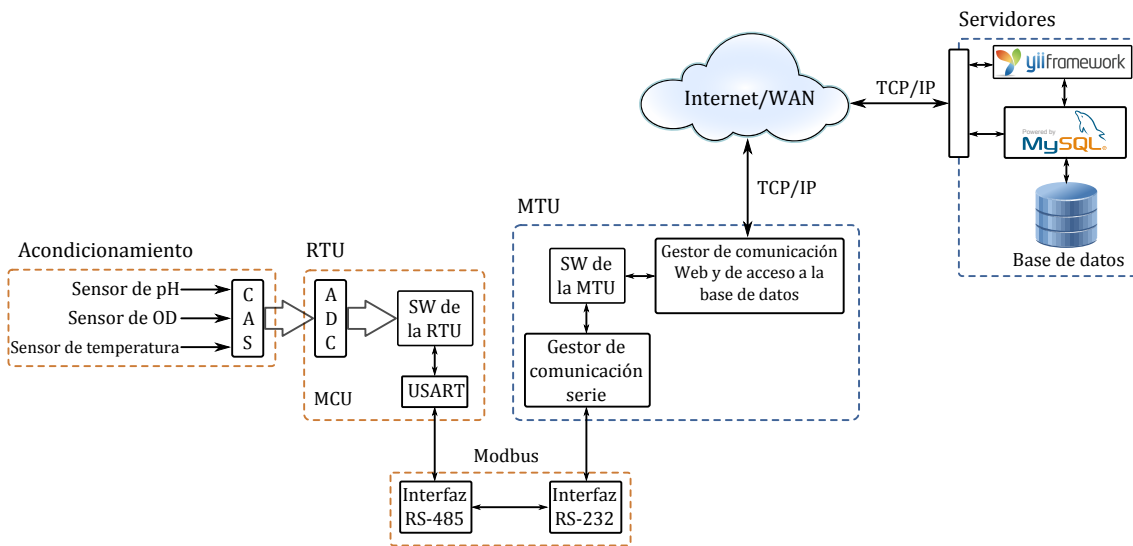 Servidores
yiiframework
TCP/IP
Internet/WAN
Powered by
MySQL®
TCP/IP
Base de datos
MTU
Gestor de comunicación
Web y de acceso a la
base de datos
SW de
la MTU
Gestor de
comunicación
serie
Acondicionamiento
Sensor de pH
Sensor de OD
Sensor de temperatura
C
A
S
RTU
A
D
C
SW de
la RTU
USART
MCU
Modbus
Interfaz
RS-485
Interfaz
RS-232